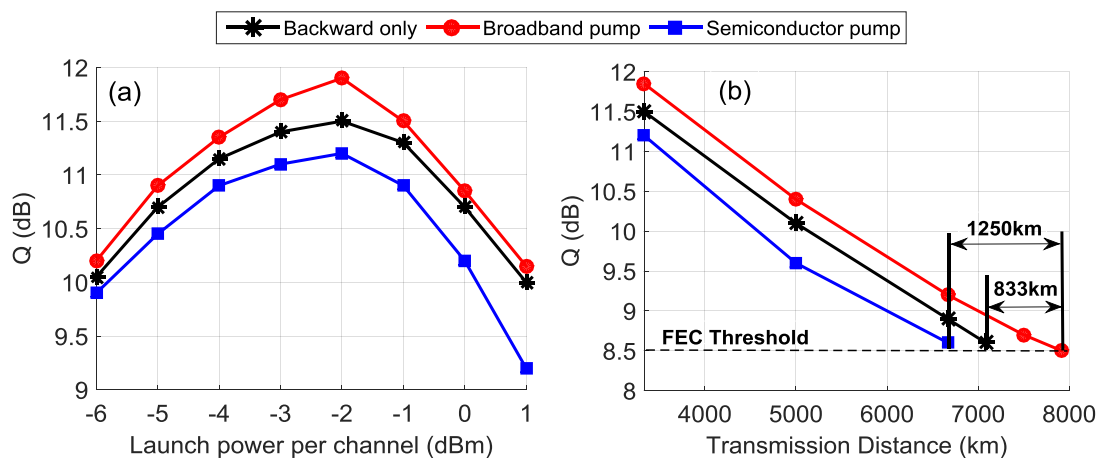 Backward only Broadband pump Semiconductor pump
(a)
12
11.5
11
10.5
10
9.5
9
Q (dB)
-6 -5 -4 -3 -2 -1 0 1
Launch power per channel (dBm)
(b)
12
11.5
11
10.5
10
9.5
9
8.5
8
Q (dB)
1250km
833km
FEC Threshold
4000 5000 6000 7000 8000
Transmission Distance (km)